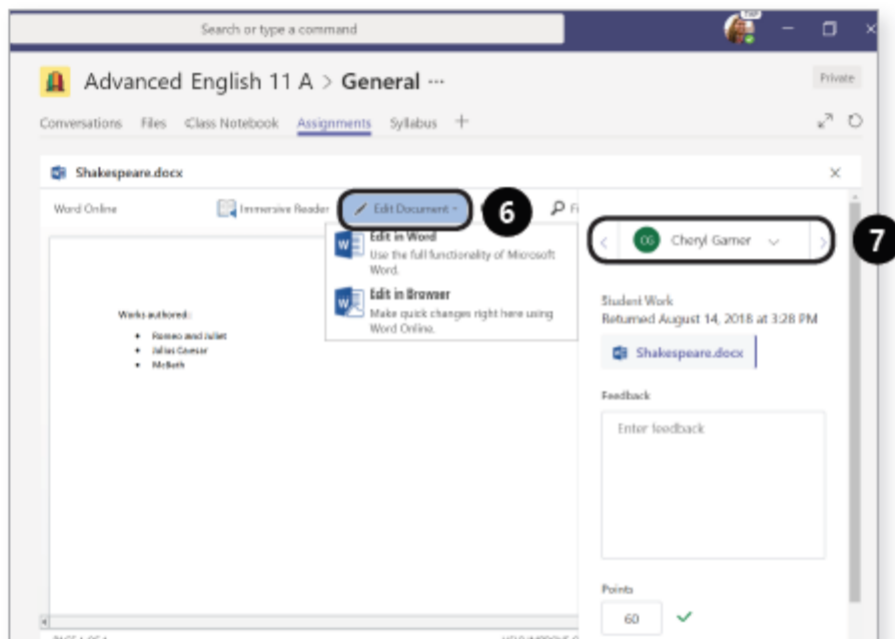 Search or type a command
Advanced English 11 A > General ...
Private
Conversations Files Class Notebook Assignments Syllabus +
Shakespeare.docx
Word Online Immersive Reader Edit Document
6
Edit in Word
Use the full functionality of Microsoft
Word.
Edit in Browser
Make quick changes right here using
Word Online.
Works authored:
• Romeo and Juliet
• Julius Caesar
• McBeth
CG Cheryl Garner
7
Student Work
Returned August 14, 2018 at 3:28 PM
Shakespeare.docx
Feedback
Enter feedback
Points
60